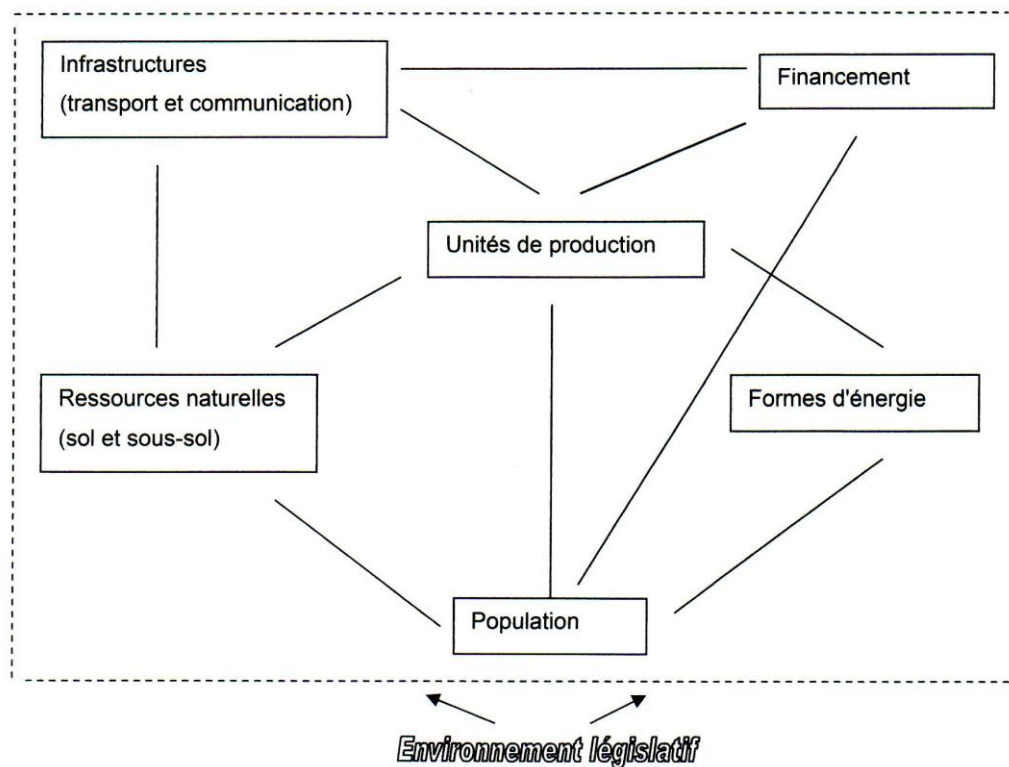 Infrastructures
(transport et communication)
Financement
Unités de production
Ressources naturelles
(sol et sous-sol)
Formes d'énergie
Population
Environnement législatif